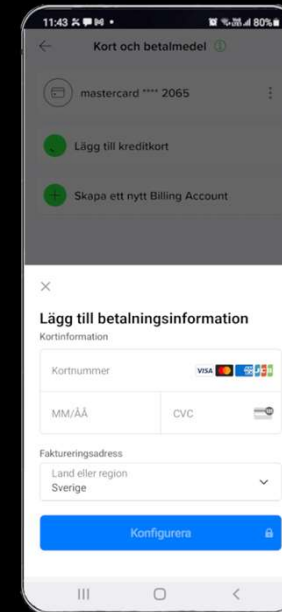 11:43
80%
Kort och betalmedel
mastercard **** 2065
Lägg till kreditkort
Skapa ett nytt Billing Account
Lägg till betalningsinformation
Kortinformation
Kortnummer
VISA
JCB
MM/ÅÅ
CVC
Faktureringsadress
Land eller region
Sverige
Konfigurera